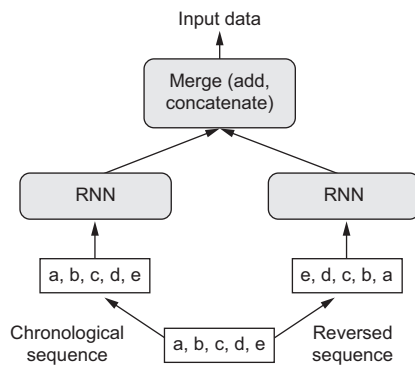 Input data
Merge (add,
concatenate)
RNN
RNN
a, b, c, d, e
e, d, c, b, a
Chronological
sequence
a, b, c, d, e
Reversed
sequence